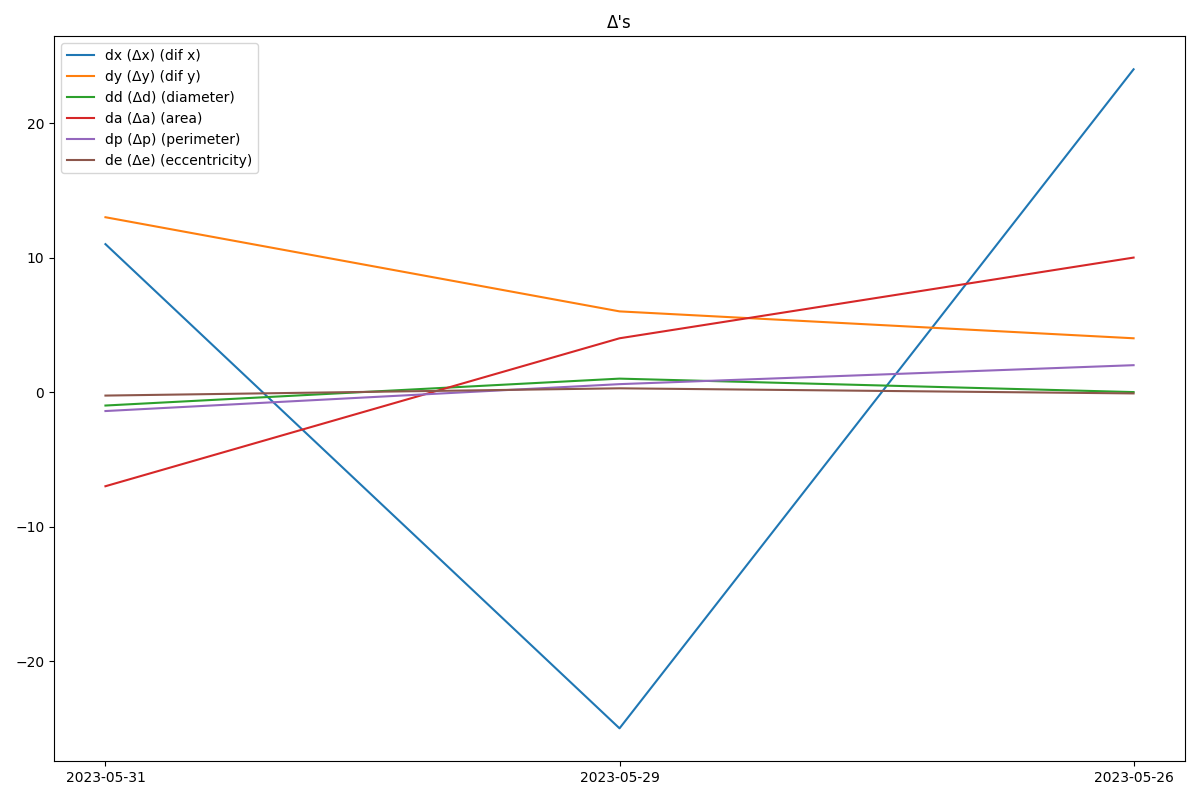 Δ's
dx (Δx) (dif x)
dy (Δy) (dif y)
dd (Δd) (diameter)
da (Δa) (area)
dp (Δp) (perimeter)
de (Δe) (eccentricity)
20
10
0
−10
−20
2023-05-31
2023-05-29
2023-05-26